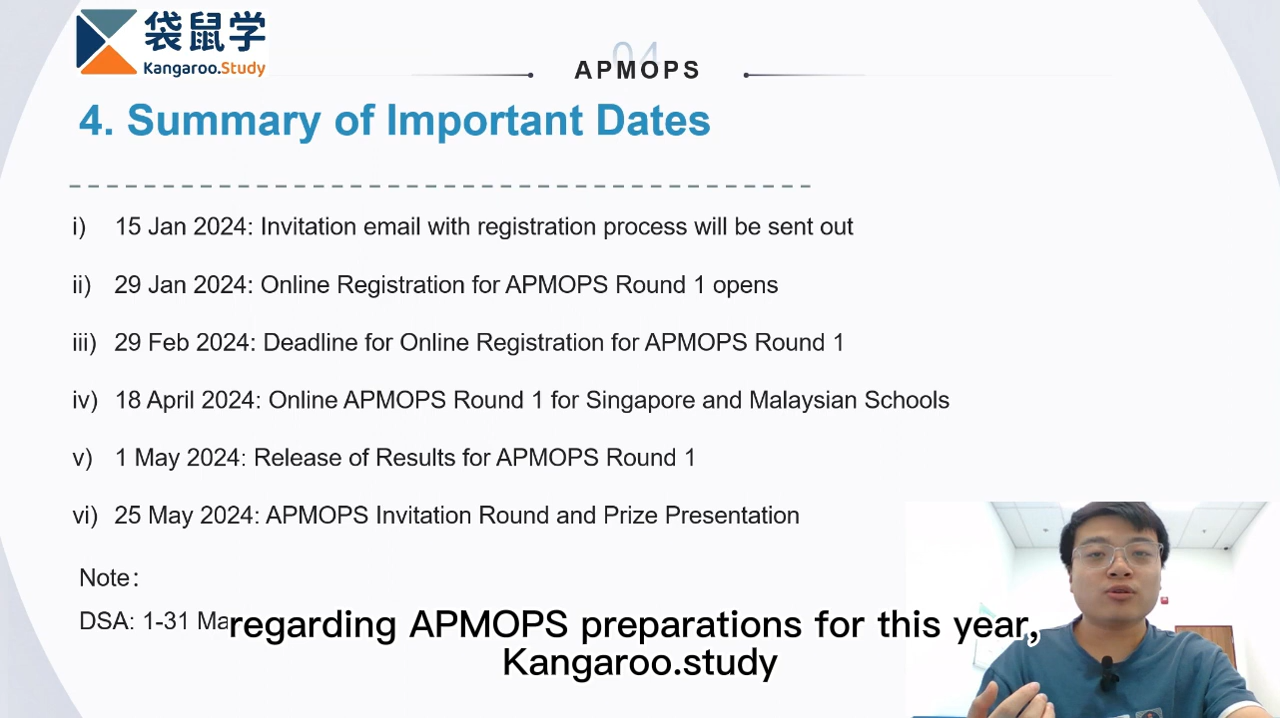 袋鼠学
Kangaroo.Study
04
APMOPS
4. Summary of Important Dates
i) 15 Jan 2024: Invitation email with registration process will be sent out
ii) 29 Jan 2024: Online Registration for APMOPS Round 1 opens
iii) 29 Feb 2024: Deadline for Online Registration for APMOPS Round 1
iv) 18 April 2024: Online APMOPS Round 1 for Singapore and Malaysian Schools
v) 1 May 2024: Release of Results for APMOPS Round 1
vi) 25 May 2024: APMOPS Invitation Round and Prize Presentation
Note：
DSA: 1-31
regarding APMOPS preparations for this year,
Kangaroo.study